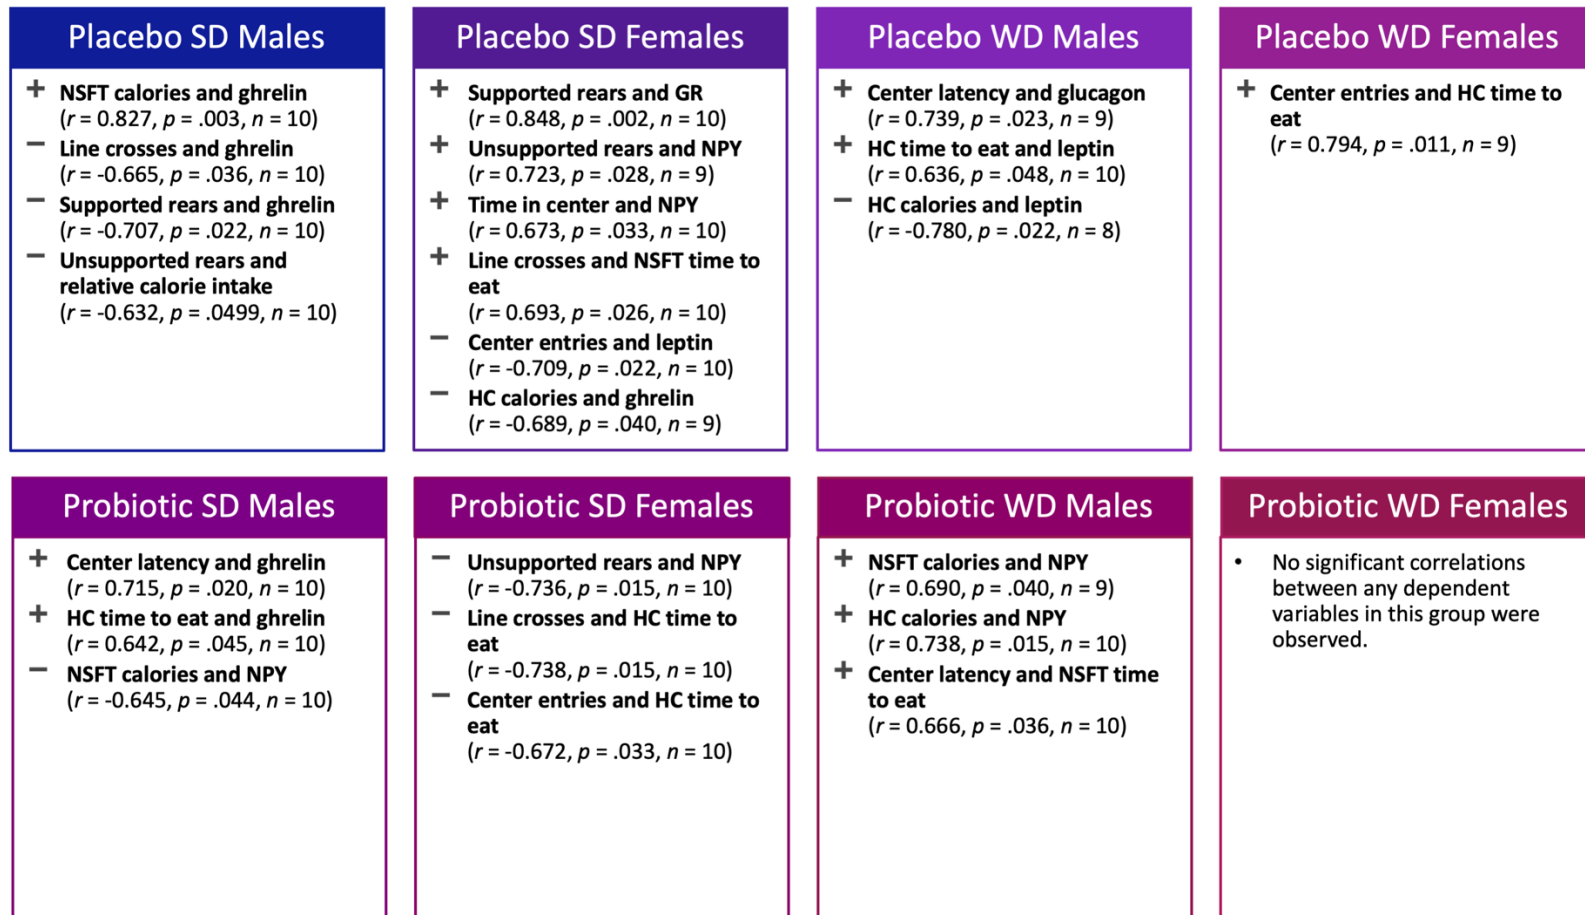 Placebo SD Males
+ NSFT calories and ghrelin
(r = 0.827, p = .003, n = 10)
− Line crosses and ghrelin
(r = -0.665, p = .036, n = 10)
− Supported rears and ghrelin
(r = -0.707, p = .022, n = 10)
− Unsupported rears and
relative calorie intake
(r = -0.632, p = .0499, n = 10)
Placebo SD Females
+ Supported rears and GR
(r = 0.848, p = .002, n = 10)
+ Unsupported rears and NPY
(r = 0.723, p = .028, n = 9)
+ Time in center and NPY
(r = 0.673, p = .033, n = 10)
+ Line crosses and NSFT time to
eat
(r = 0.693, p = .026, n = 10)
− Center entries and leptin
(r = -0.709, p = .022, n = 10)
− HC calories and ghrelin
(r = -0.689, p = .040, n = 9)
Placebo WD Males
+ Center latency and glucagon
(r = 0.739, p = .023, n = 9)
+ HC time to eat and leptin
(r = 0.636, p = .048, n = 10)
− HC calories and leptin
(r = -0.780, p = .022, n = 8)
Placebo WD Females
+ Center entries and HC time to
eat
(r = 0.794, p = .011, n = 9)
Probiotic SD Males
+ Center latency and ghrelin
(r = 0.715, p = .020, n = 10)
+ HC time to eat and ghrelin
(r = 0.642, p = .045, n = 10)
− NSFT calories and NPY
(r = -0.645, p = .044, n = 10)
Probiotic SD Females
− Unsupported rears and NPY
(r = -0.736, p = .015, n = 10)
− Line crosses and HC time to
eat
(r = -0.738, p = .015, n = 10)
− Center entries and HC time to
eat
(r = -0.672, p = .033, n = 10)
Probiotic WD Males
+ NSFT calories and NPY
(r = 0.690, p = .040, n = 9)
+ HC calories and NPY
(r = 0.738, p = .015, n = 10)
+ Center latency and NSFT time
to eat
(r = 0.666, p = .036, n = 10)
Probiotic WD Females
• No significant correlations
between any dependent
variables in this group were
observed.